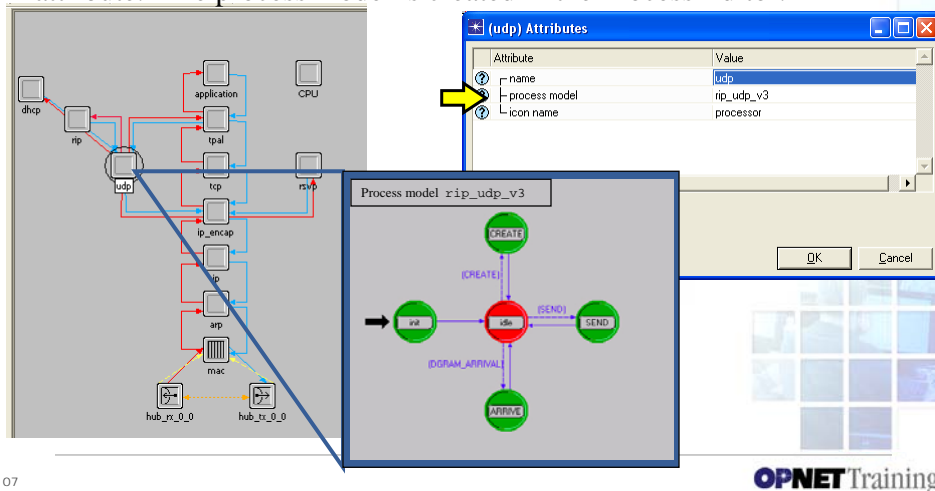 (udp) Attributes
Attribute
Value
name
udp
process model
rip_udp_v3
icon name
processor
OK
Cancel
application
CPU
dhcp
rip
tpal
udp
tcp
rsvp
ip_encap
ip
arp
mac
hub_rx_0_0
hub_tx_0_0
Process model rip_udp_v3
CREATE
(CREATE)
init
idle
(SEND)
SEND
(DGRAM_ARRIVAL)
ARRIVE
07
OPNET Training